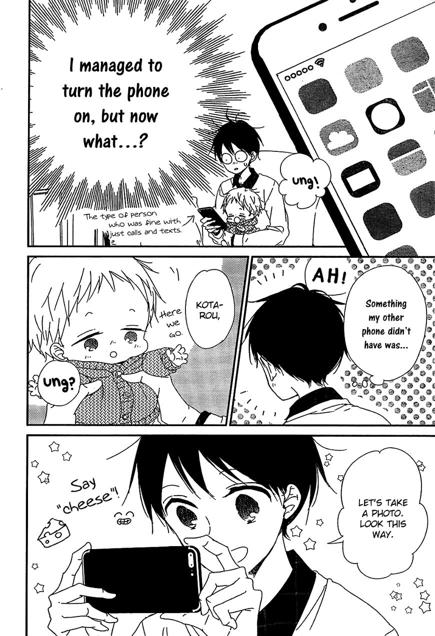 I managed to
turn the phone
on, but now
what...?
ung!
The type of person
who was fine with
just calls and texts.
AH!
Something
my other
phone didn't
have was...
KOTA-
ROU,
Here
we
go.
ung?
LET'S TAKE
A PHOTO.
LOOK THIS
WAY.
Say
"cheese"!